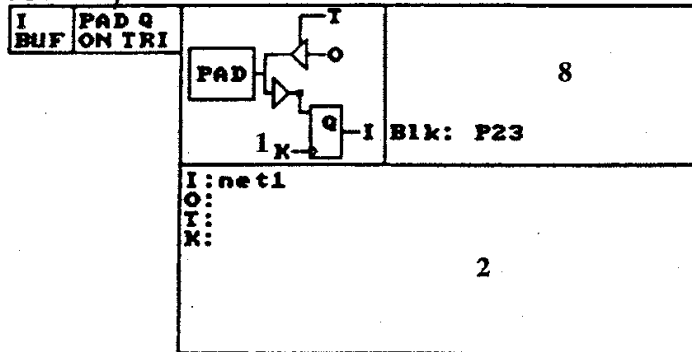 I PAD Q
BUF ON TRI
T
O
PAD
8
Q
I
Blk: P23
1
K
I:net1
O:
T:
K:
2